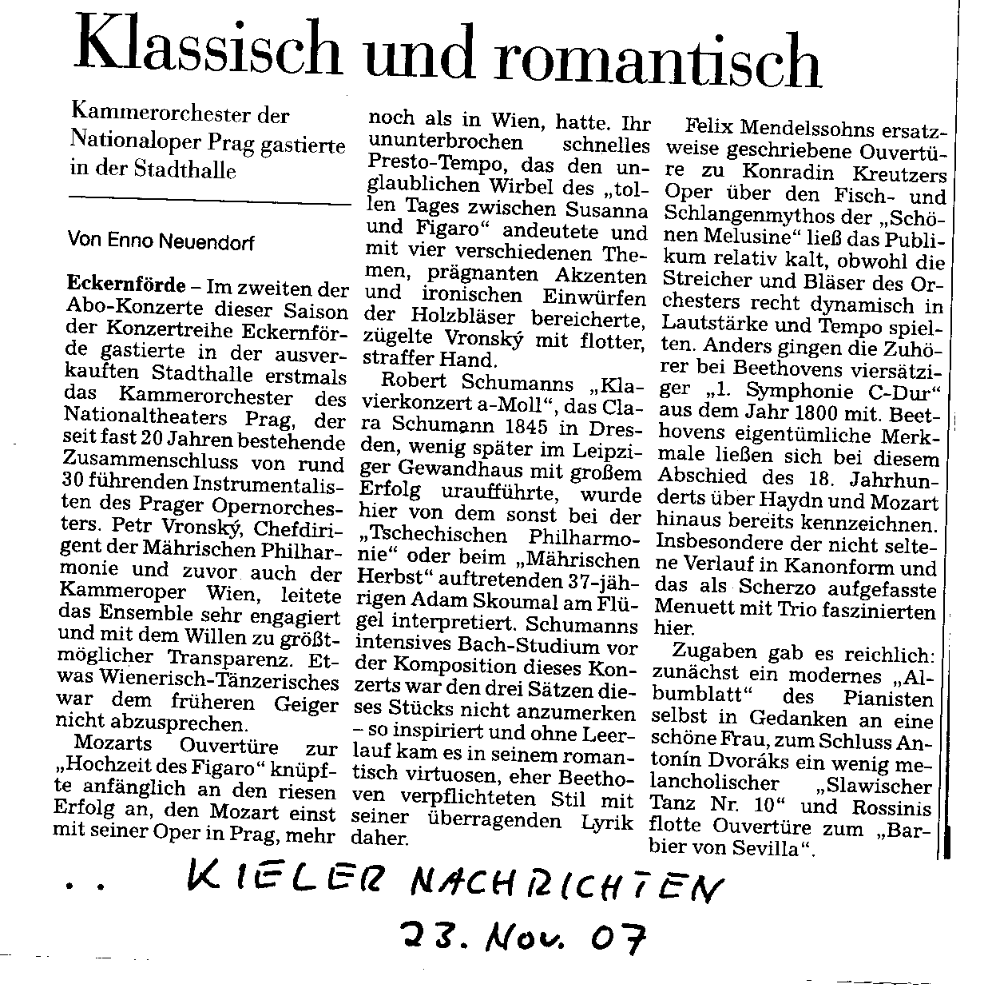 Klassisch und romantisch
Kammerorchester der
Nationaloper Prag gastierte
in der Stadthalle
Von Enno Neuendorf
Eckernförde – Im zweiten der
Abo-Konzerte dieser Saison
der Konzertreihe Eckernför-
de gastierte in der ausver-
kauften Stadthalle erstmals
das Kammerorchester des
Nationaltheaters Prag, der
seit fast 20 Jahren bestehende
Zusammenschluss von rund
30 führenden Instrumentalis-
ten des Prager Opernorches-
ters. Petr Vronský, Chefdiri-
gent der Mährischen Philhar-
monie und zuvor auch der
Kammeroper Wien, leitete
das Ensemble sehr engagiert
und mit dem Willen zu größt-
möglicher Transparenz. Et-
was Wienerisch-Tänzerisches
war dem früheren Geiger
nicht abzusprechen.
Mozarts Ouvertüre zur
„Hochzeit des Figaro“ knüpf-
te anfänglich an den riesen
Erfolg an, den Mozart einst
mit seiner Oper in Prag, mehr
noch als in Wien, hatte. Ihr
ununterbrochen schnelles
Presto-Tempo, das den un-
glaublichen Wirbel des „tol-
len Tages zwischen Susanna
und Figaro“ andeutete und
mit vier verschiedenen The-
men, prägnanten Akzenten
und ironischen Einwürfen
der Holzbläser bereicherte,
zügelte Vronský mit flotter,
straffer Hand.
Robert Schumanns „Kla-
vierkonzert a-Moll“, das Cla-
ra Schumann 1845 in Dres-
den, wenig später im Leipzi-
ger Gewandhaus mit großem
Erfolg uraufführte, wurde
hier von dem sonst bei der
„Tschechischen Philharmo-
nie“ oder beim „Mährischen
Herbst“ auftretenden 37-jäh-
rigen Adam Skoumal am Flü-
gel interpretiert. Schumanns
intensives Bach-Studium vor
der Komposition dieses Kon-
zerts war den drei Sätzen die-
ses Stücks nicht anzumerken
– so inspiriert und ohne Leer-
lauf kam es in seinem roman-
tisch virtuosen, eher Beetho-
ven verpflichteten Stil mit
seiner überragenden Lyrik
daher.
Felix Mendelssohns ersatz-
weise geschriebene Ouvertü-
re zu Konradin Kreutzers
Oper über den Fisch- und
Schlangenmythos der „Schö-
nen Melusine“ ließ das Publi-
kum relativ kalt, obwohl die
Streicher und Bläser des Or-
chesters recht dynamisch in
Lautstärke und Tempo spiel-
ten. Anders gingen die Zuhö-
rer bei Beethovens viersätzi-
ger „1. Symphonie C-Dur“
aus dem Jahr 1800 mit. Beet-
hovens eigentümliche Merk-
male ließen sich bei diesem
Abschied des 18. Jahrhun-
derts über Haydn und Mozart
hinaus bereits kennzeichnen.
Insbesondere der nicht selte-
ne Verlauf in Kanonform und
das als Scherzo aufgefasste
Menuett mit Trio faszinierten
hier.
Zugaben gab es reichlich:
zunächst ein modernes „Al-
bumblatt“ des Pianisten
selbst in Gedanken an eine
schöne Frau, zum Schluss An-
tonín Dvoráks ein wenig me-
lancholischer „Slawischer
Tanz Nr. 10“ und Rossinis
flotte Ouvertüre zum „Bar-
bier von Sevilla“.
KIELER NACHRICHTEN
23. Nov. 07